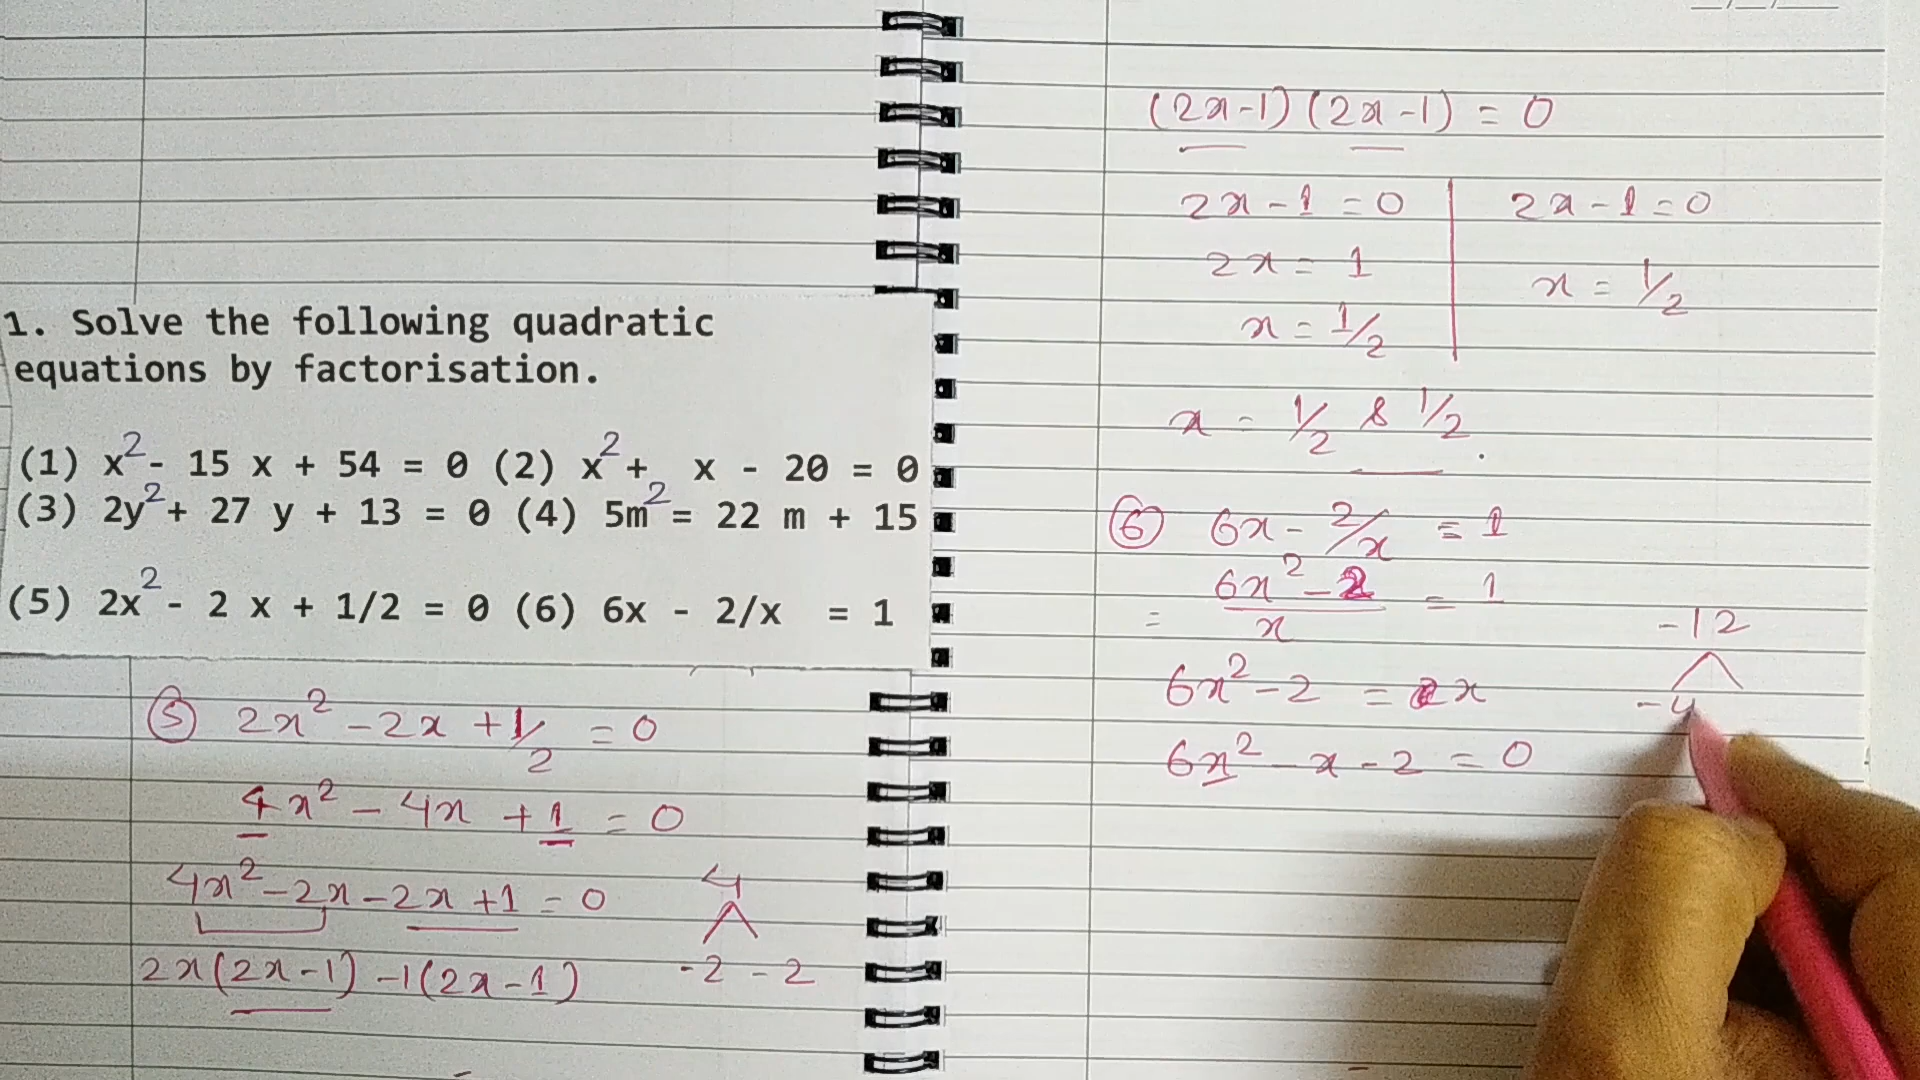 1. Solve the following quadratic
equations by factorisation.
(1) x² - 15 x + 54 = 0 (2) x² + x - 20 = 0
(3) 2y² + 27 y + 13 = 0 (4) 5m² = 22 m + 15
(5) 2x² - 2 x + 1/2 = 0 (6) 6x - 2/x = 1
⑤ 2x² - 2x + 1/2 = 0
4x² - 4x + 1 = 0
4x² - 2x - 2x + 1 = 0
4
2x(2x-1) -1(2x-1)
-2 -2
(2x-1)(2x-1) = 0
2x - 1 = 0 2x - 1 = 0
2x = 1
x = 1/2
x = 1/2
x = 1/2 & 1/2.
⑥ 6x - 2/x = 1
= (6x² - 2)/x = 1
-12
6x² - 2 = x
-4
6x² - x - 2 = 0